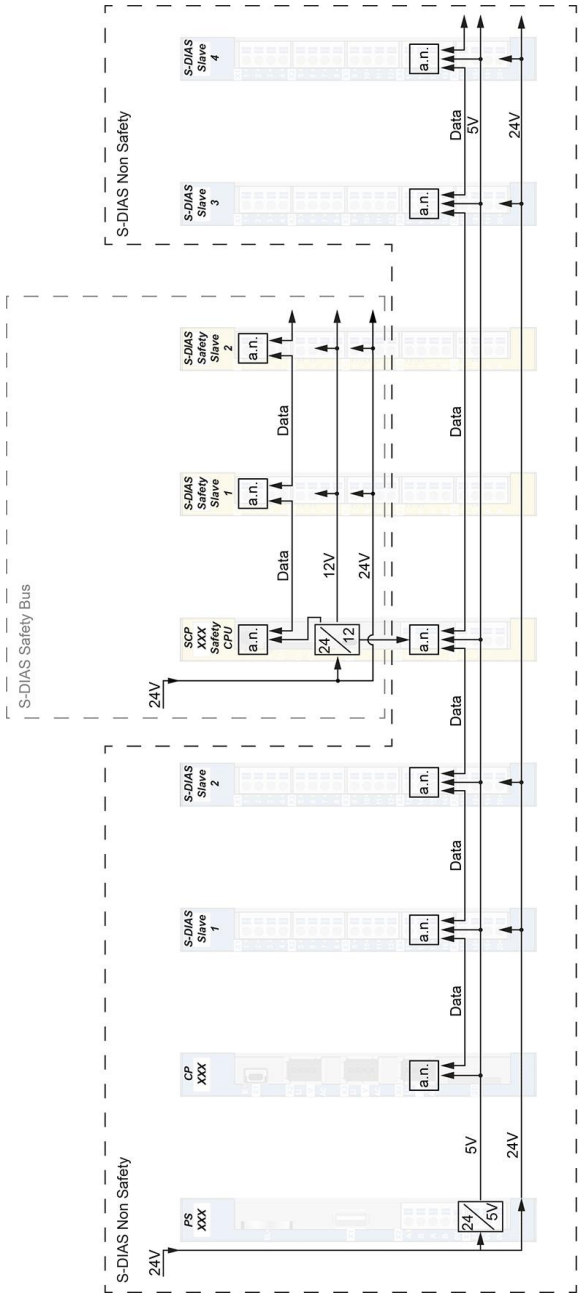 S-DIAS Safety Bus
S-DIAS Non Safety
S-DIAS Non Safety
24V
24V
PS
XXX
CP
XXX
S-DIAS
Slave
1
S-DIAS
Slave
2
SCP
XXX
Safety
CPU
S-DIAS
Safety
Slave
1
S-DIAS
Safety
Slave
2
S-DIAS
Slave
3
S-DIAS
Slave
4
a.n.
a.n.
a.n.
Data
Data
24
12
12V
24V
a.n.
a.n.
a.n.
a.n.
a.n.
a.n.
Data
Data
Data
Data
Data
24
5V
5V
5V
24V
24V